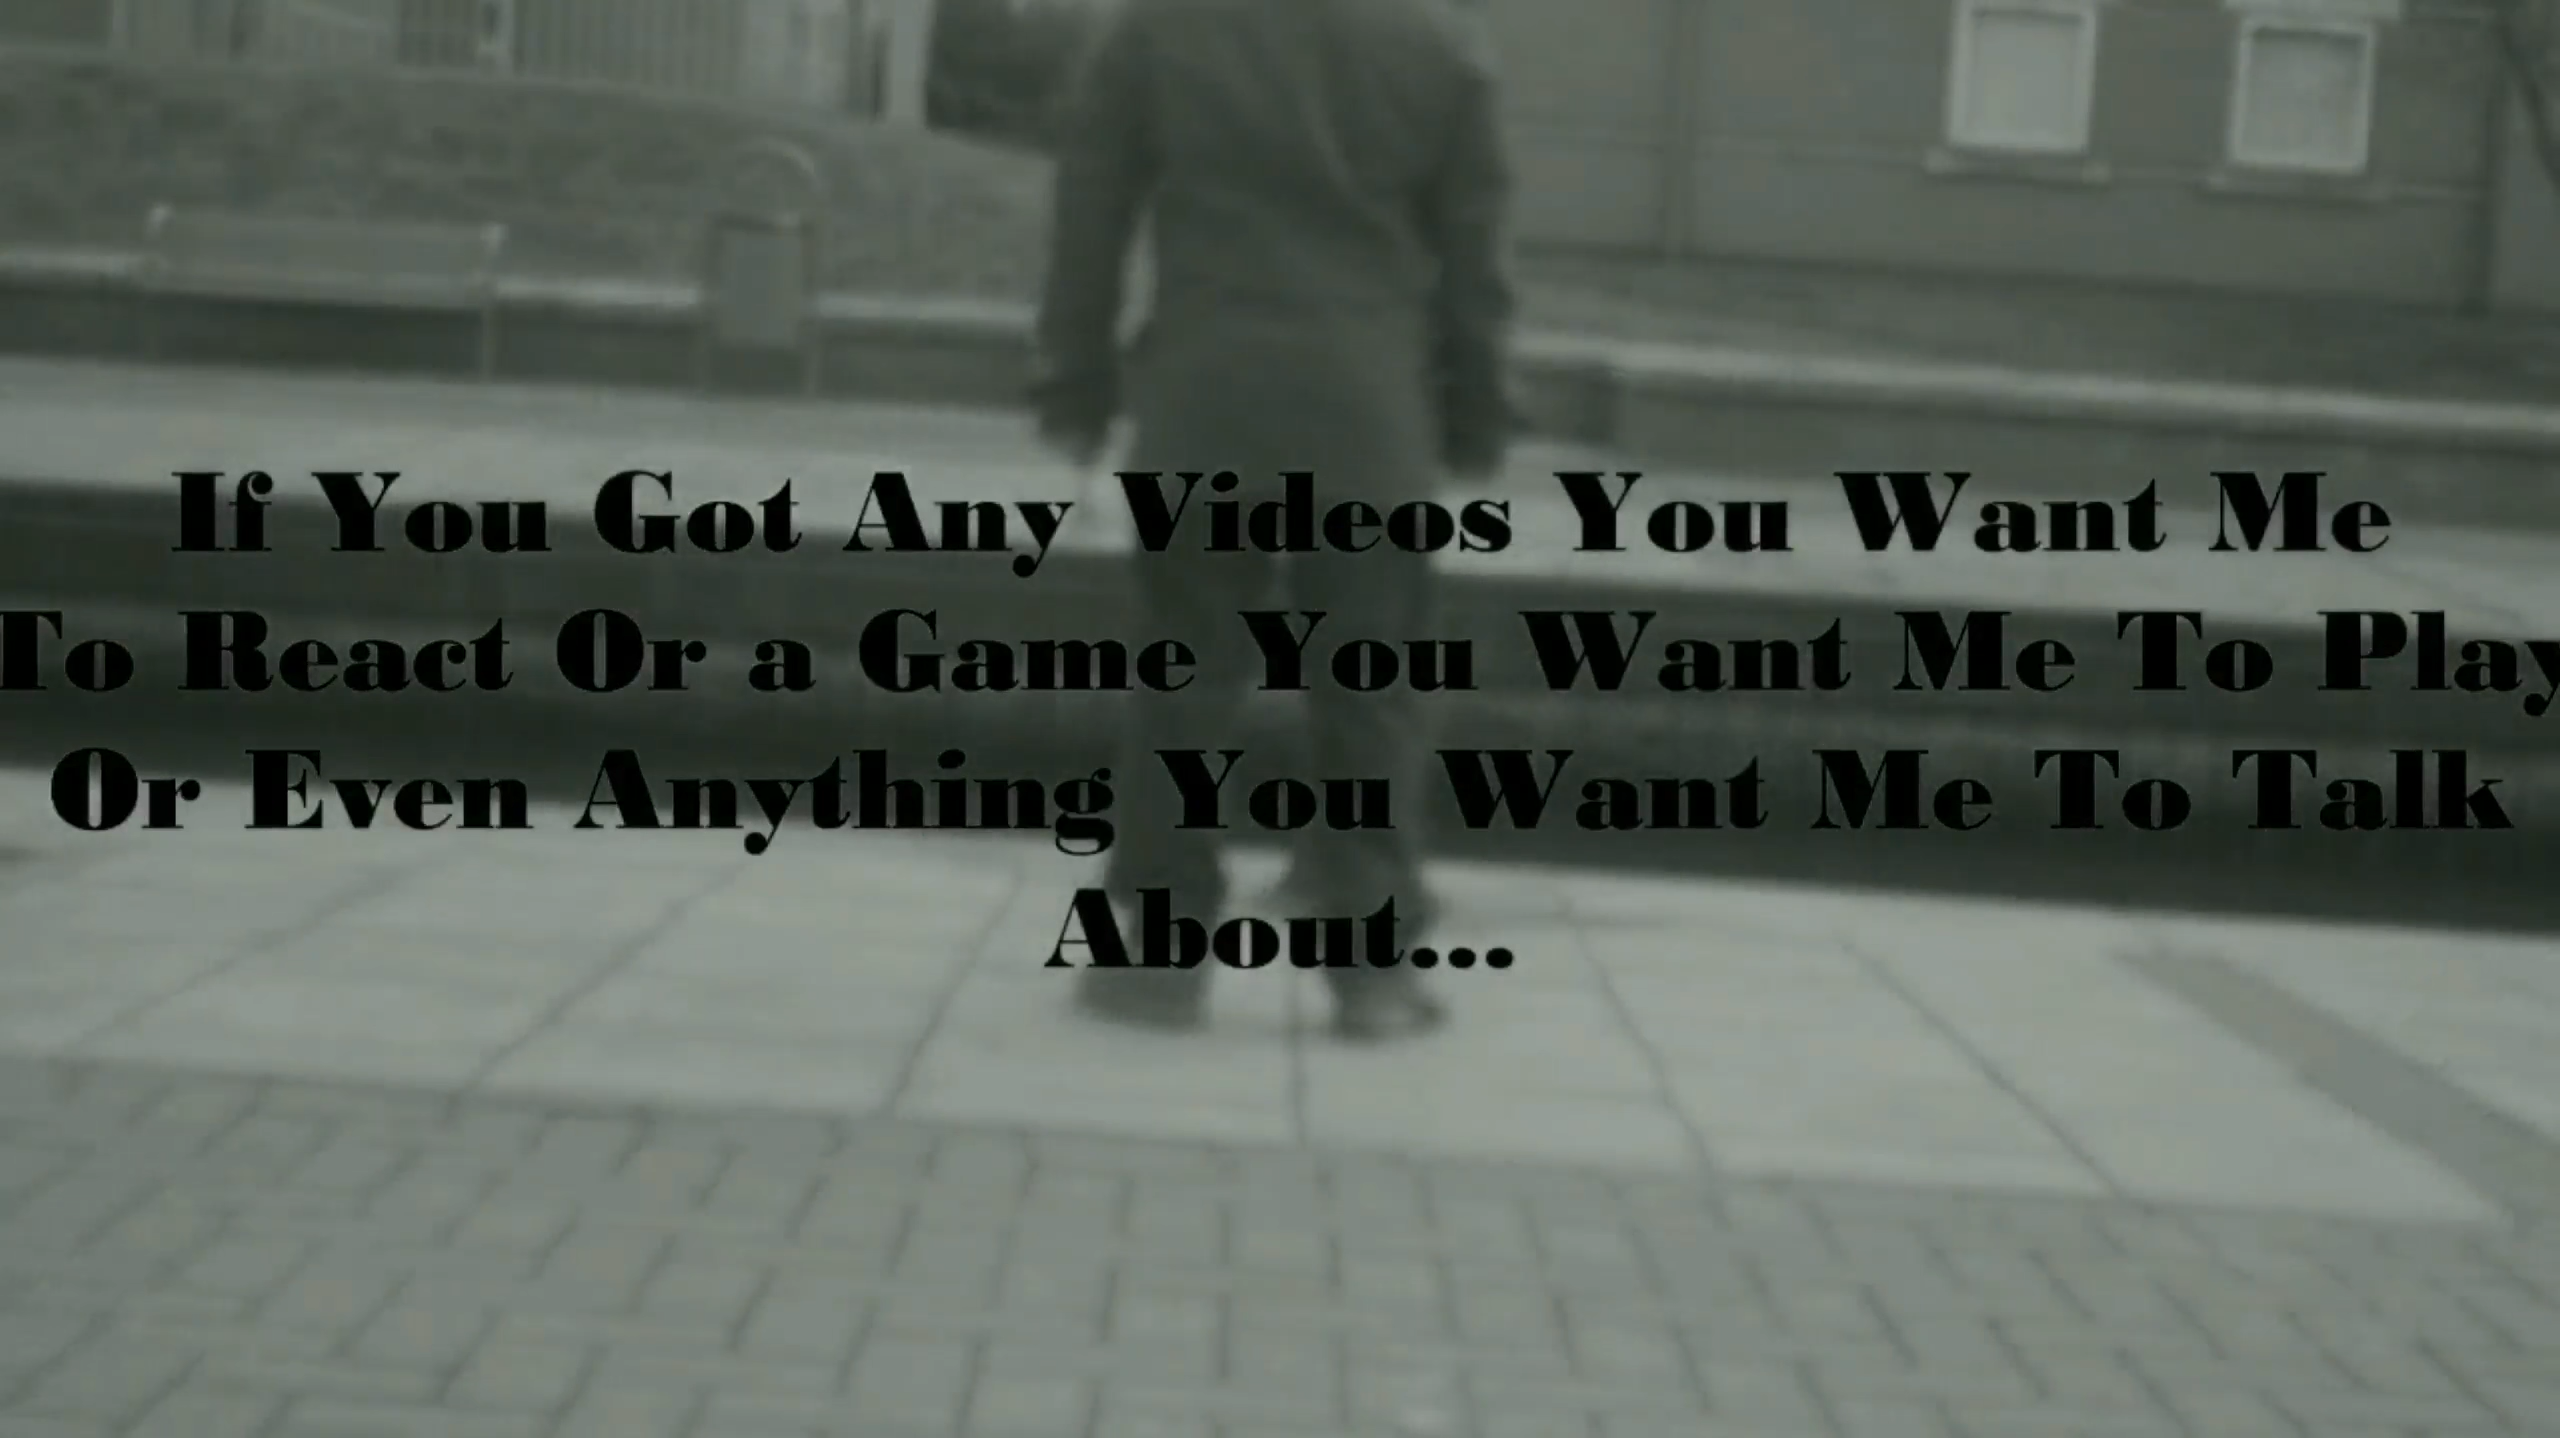 If You Got Any Videos You Want Me
To React Or a Game You Want Me To Play
Or Even Anything You Want Me To Talk
About...